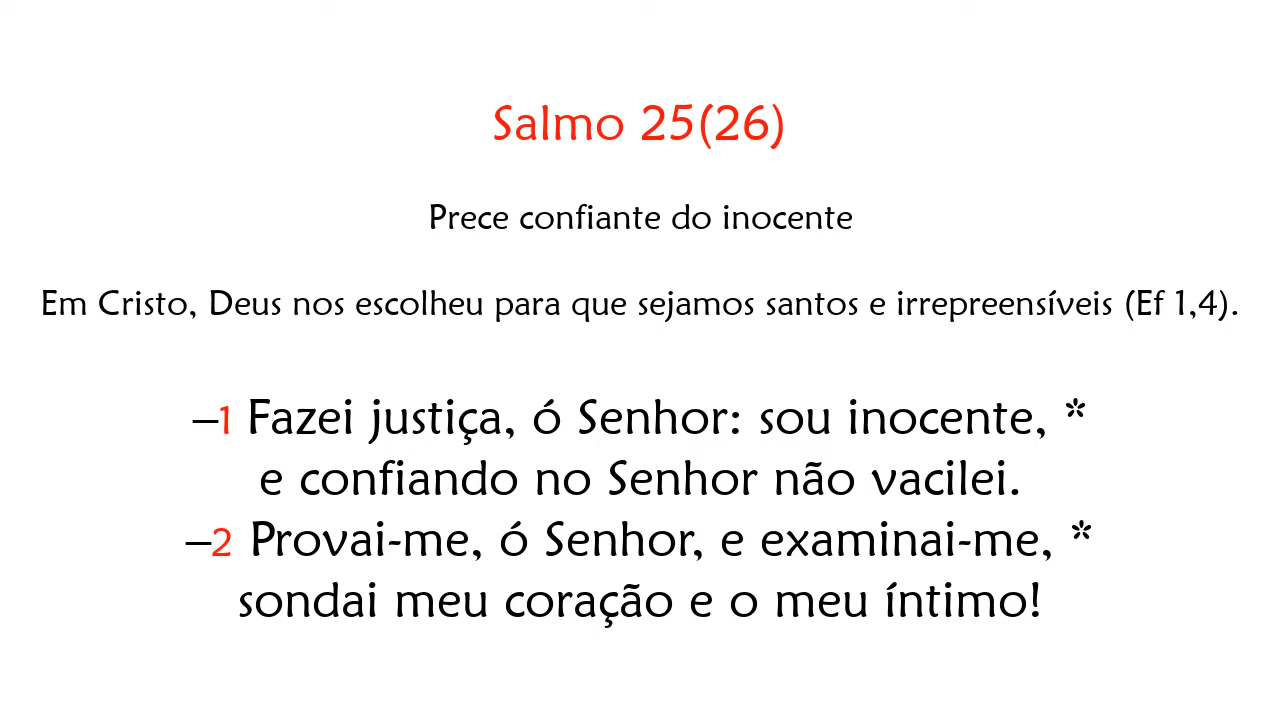 Salmo 25(26)
Prece confiante do inocente
Em Cristo, Deus nos escolheu para que sejamos santos e irrepreensíveis (Ef 1,4).
–1 Fazei justiça, ó Senhor: sou inocente, *
e confiando no Senhor não vacilei.
–2 Provai-me, ó Senhor, e examinai-me, *
sondai meu coração e o meu íntimo!